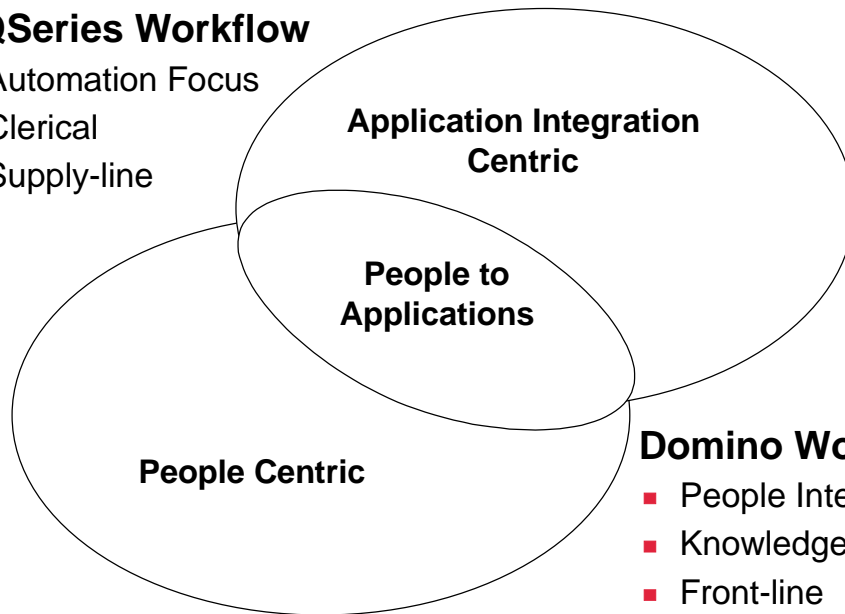 QSeries Workflow
Automation Focus
Clerical
Supply-line
Application Integration
Centric
People to
Applications
People Centric
Domino Wo
People Inte
Knowledge
Front-line